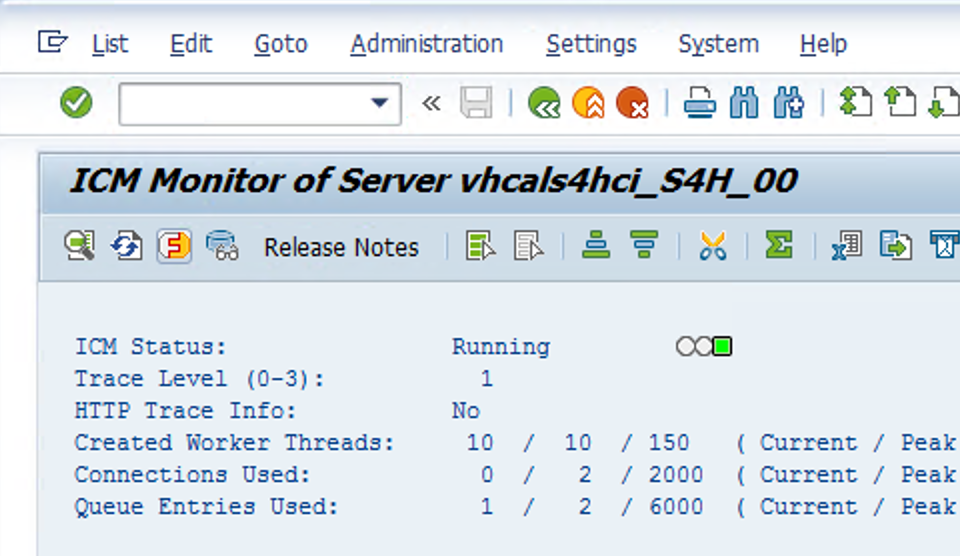 List Edit Goto Administration Settings System Help
ICM Monitor of Server vhcals4hci_S4H_00
Release Notes
ICM Status: Running
Trace Level (0-3): 1
HTTP Trace Info: No
Created Worker Threads: 10 / 10 / 150 ( Current / Peak
Connections Used: 0 / 2 / 2000 ( Current / Peak
Queue Entries Used: 1 / 2 / 6000 ( Current / Peak